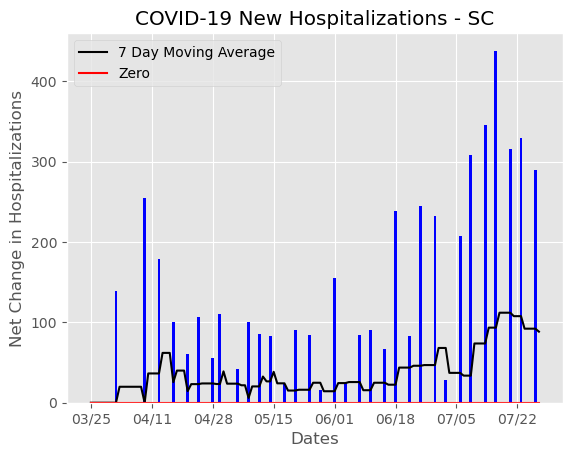 COVID-19 New Hospitalizations - SC
7 Day Moving Average
Zero
Net Change in Hospitalizations
400
300
200
100
0
03/25 04/11 04/28 05/15 06/01 06/18 07/05 07/22
Dates